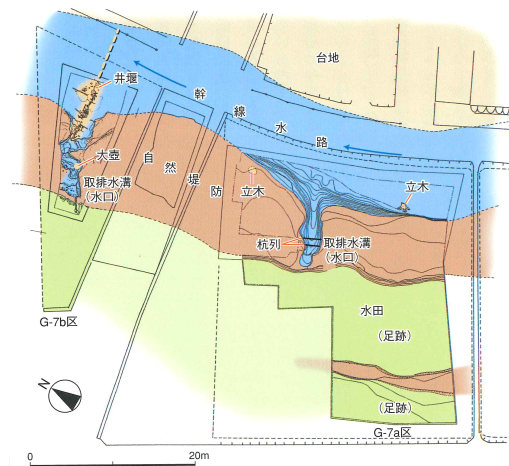 台地
井堰
幹線水路
大壺
自然堤防
取排水溝
(水口)
立木
立木
杭列
取排水溝
(水口)
水田
(足跡)
(足跡)
G-7b区
G-7a区
N
0 20m